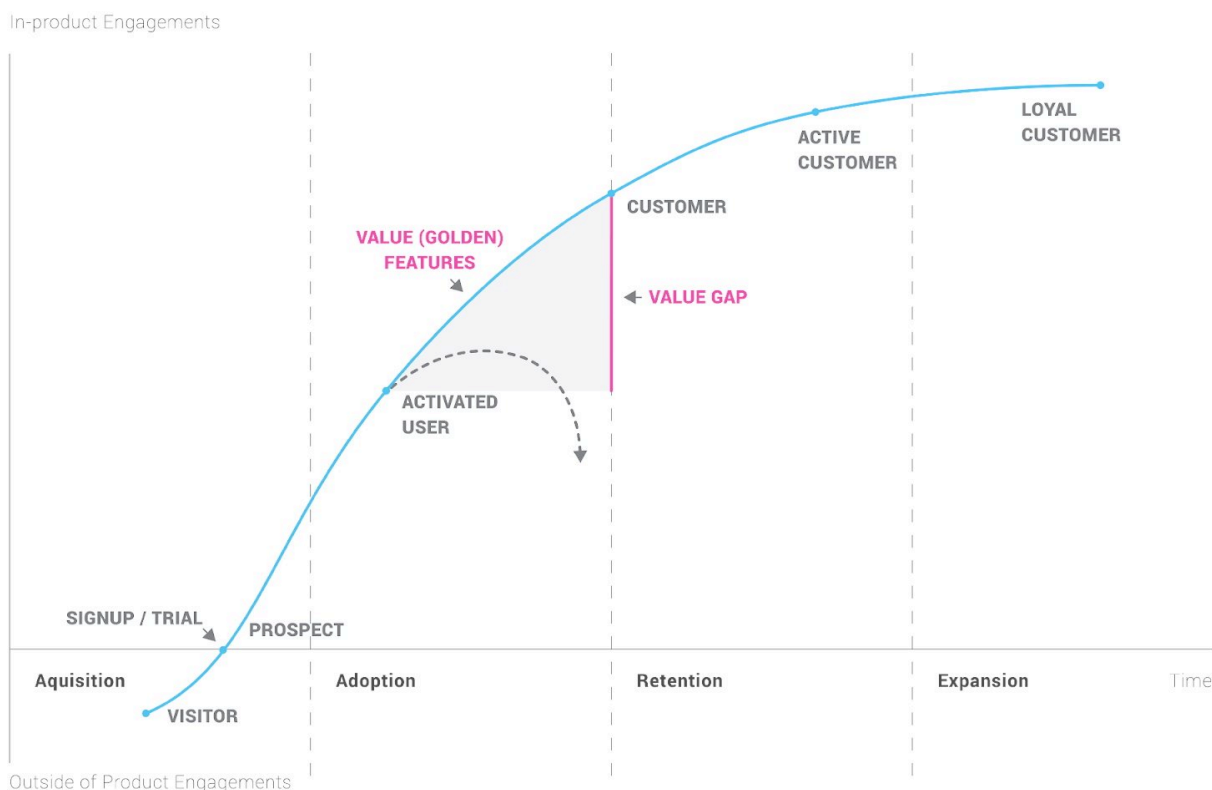 In-product Engagements
LOYAL
CUSTOMER
ACTIVE
CUSTOMER
CUSTOMER
VALUE (GOLDEN)
FEATURES
VALUE GAP
ACTIVATED
USER
SIGNUP / TRIAL
PROSPECT
Aquisition
Adoption
Retention
Expansion
Time
VISITOR
Outside of Product Engagements